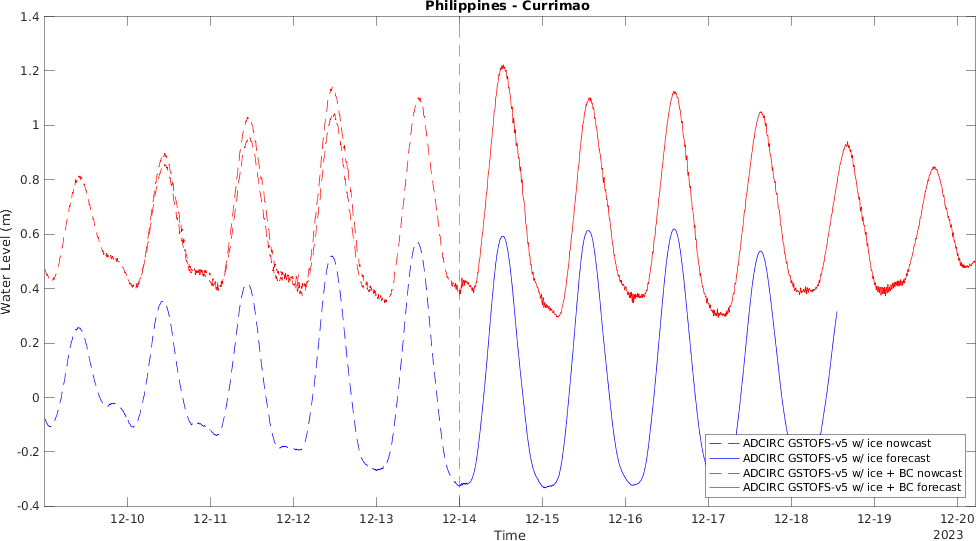 Philippines - Currimao
1.4
1.2
1
0.8
0.6
0.4
0.2
0
-0.2
-0.4
Water Level (m)
12-10 12-11 12-12 12-13 12-14 12-15 12-16 12-17 12-18 12-19 12-20
Time
2023
ADCIRC GSTOFS-v5 w/ ice nowcast
ADCIRC GSTOFS-v5 w/ ice forecast
ADCIRC GSTOFS-v5 w/ ice + BC nowcast
ADCIRC GSTOFS-v5 w/ ice + BC forecast